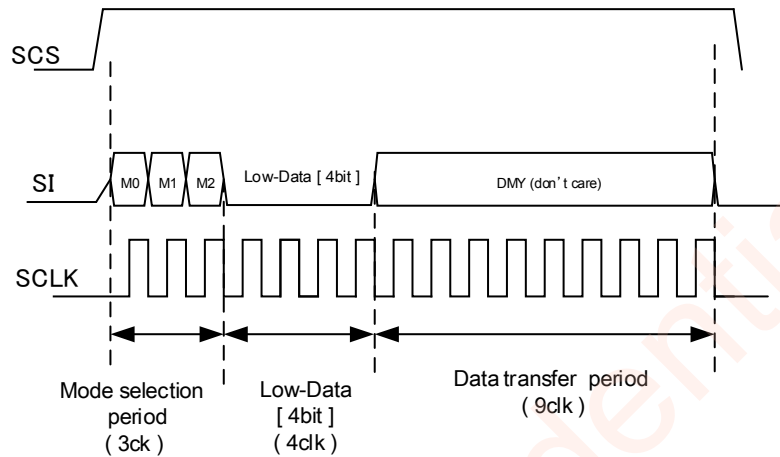 SCS
SI
M0 M1 M2 Low-Data [ 4bit ] DMY (don't care)
SCLK
Mode selection
period
( 3ck )
Low-Data
[ 4bit ]
( 4clk )
Data transfer period
( 9clk )